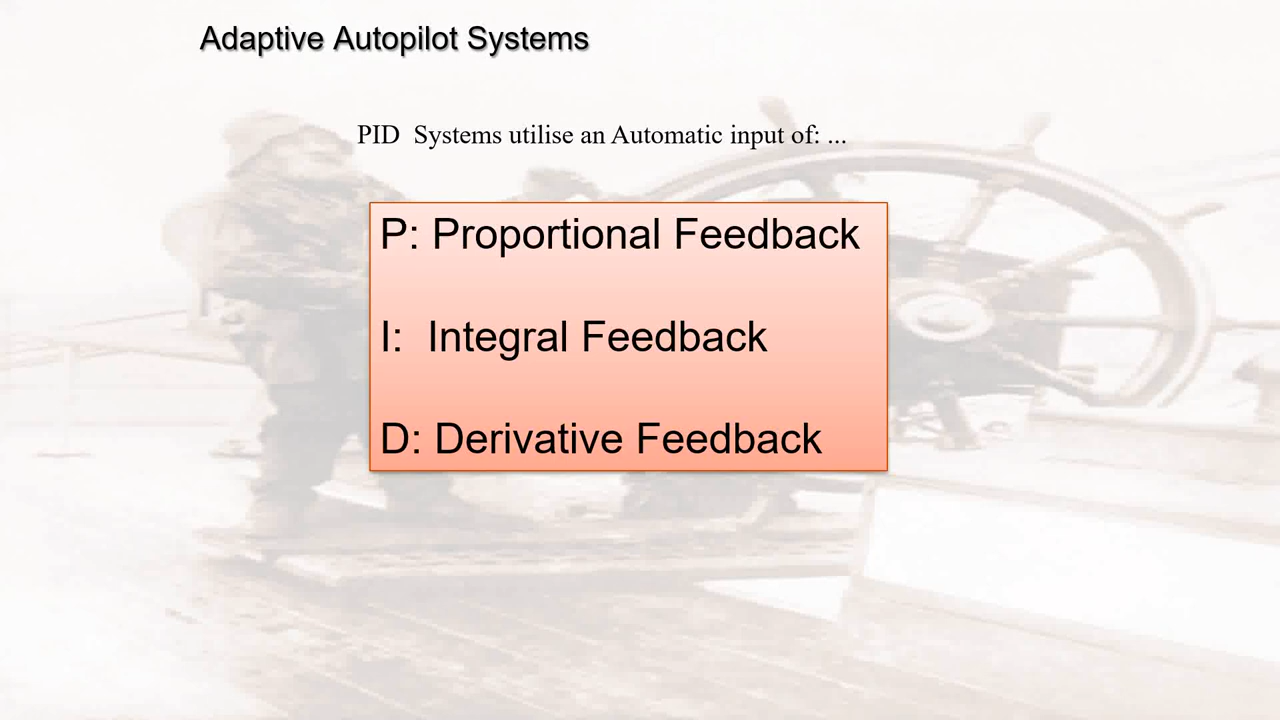 Adaptive Autopilot Systems
PID Systems utilise an Automatic input of: ...
P: Proportional Feedback
I: Integral Feedback
D: Derivative Feedback